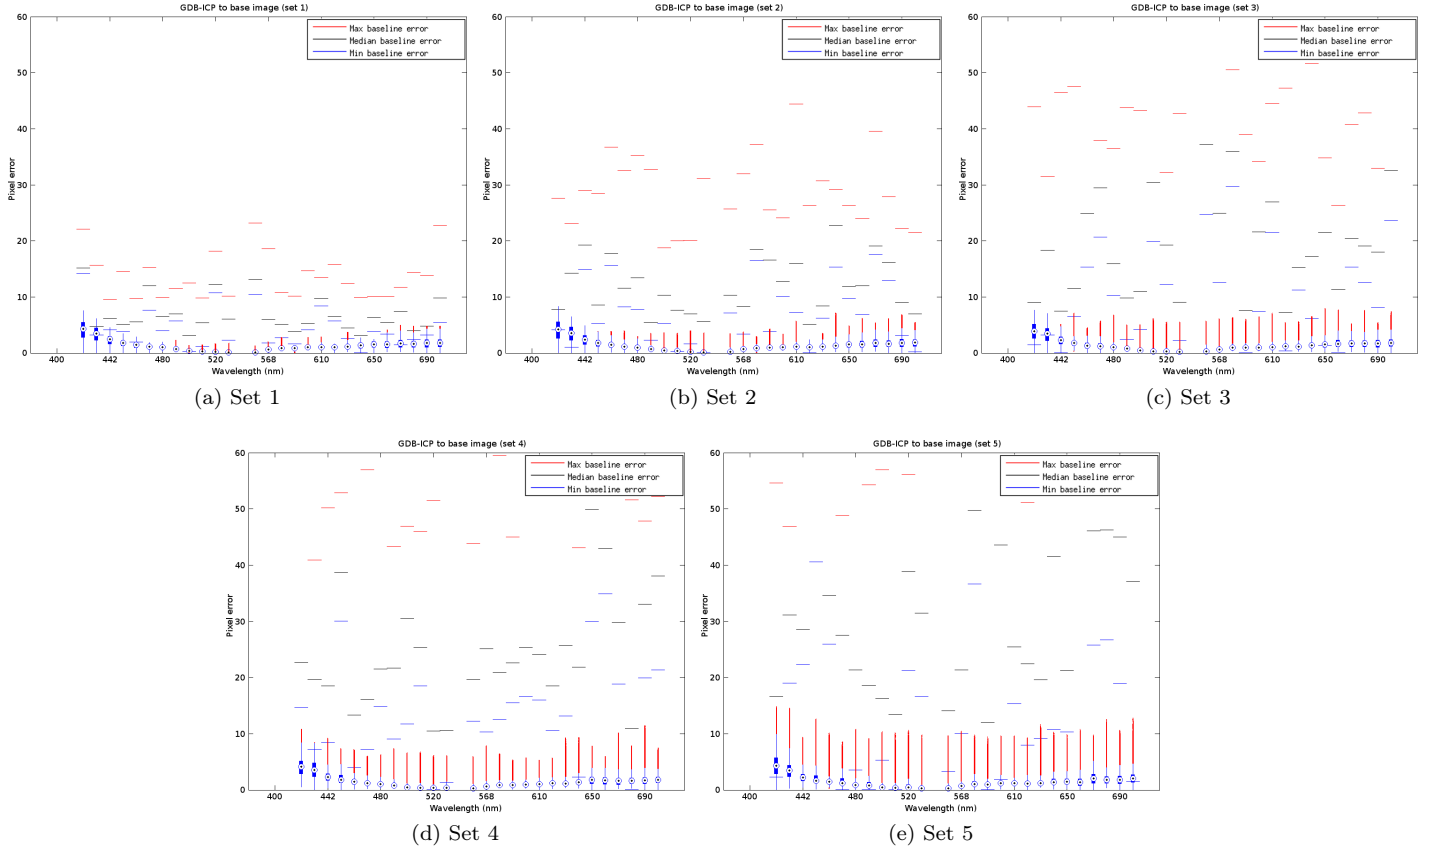 GDB-ICP to base image (set 1)
Max baseline error
Median baseline error
Min baseline error
60
50
40
30
20
10
0
Pixel error
400 442 480 520 568 610 650 690
Wavelength (nm)
(a) Set 1
GDB-ICP to base image (set 2)
Max baseline error
Median baseline error
Min baseline error
60
50
40
30
20
10
0
Pixel error
400 442 480 520 568 610 650 690
Wavelength (nm)
(b) Set 2
GDB-ICP to base image (set 3)
Max baseline error
Median baseline error
Min baseline error
60
50
40
30
20
10
0
Pixel error
400 442 480 520 568 610 650 690
Wavelength (nm)
(c) Set 3
GDB-ICP to base image (set 4)
Max baseline error
Median baseline error
Min baseline error
60
50
40
30
20
10
0
Pixel error
400 442 480 520 568 610 650 690
Wavelength (nm)
(d) Set 4
GDB-ICP to base image (set 5)
Max baseline error
Median baseline error
Min baseline error
60
50
40
30
20
10
0
Pixel error
400 442 480 520 568 610 650 690
Wavelength (nm)
(e) Set 5